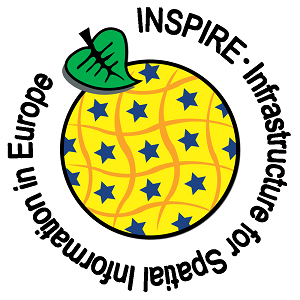 INSPIRE · Infrastructure for Spatial Information in Europe